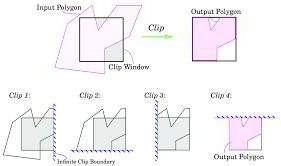 Input Polygon
Clip
Output Polygon
Clip Window
Clip 1:
Clip 2:
Clip 3:
Clip 4:
Infinite Clip Boundary
Output Polygon